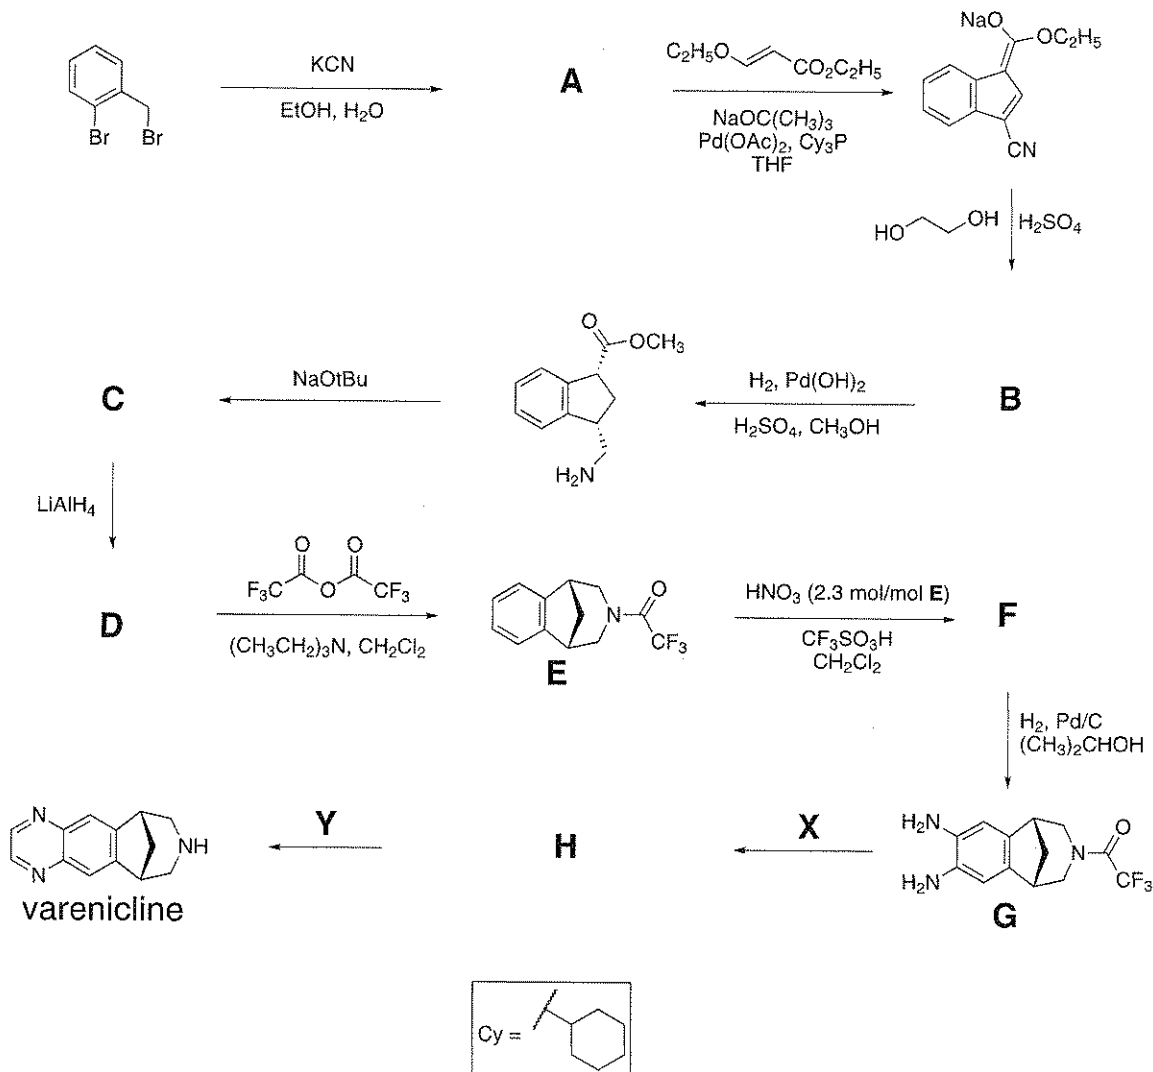 Br
Br
KCN
EtOH, H₂O
A
C₂H₅O
CO₂C₂H₅
NaOC(CH₃)₃
Pd(OAc)₂, Cy₃P
THF
NaO
OC₂H₅
CN
HO
OH
H₂SO₄
C
NaOtBu
O
OCH₃
H₂N
H₂, Pd(OH)₂
H₂SO₄, CH₃OH
B
LiAlH₄
D
O O
F₃C O CF₃
(CH₃CH₂)₃N, CH₂Cl₂
N
O
CF₃
E
HNO₃ (2.3 mol/mol E)
CF₃SO₃H
CH₂Cl₂
F
H₂, Pd/C
(CH₃)₂CHOH
N
N
NH
varenicline
Y
H
X
H₂N
H₂N
N
O
CF₃
G
Cy =